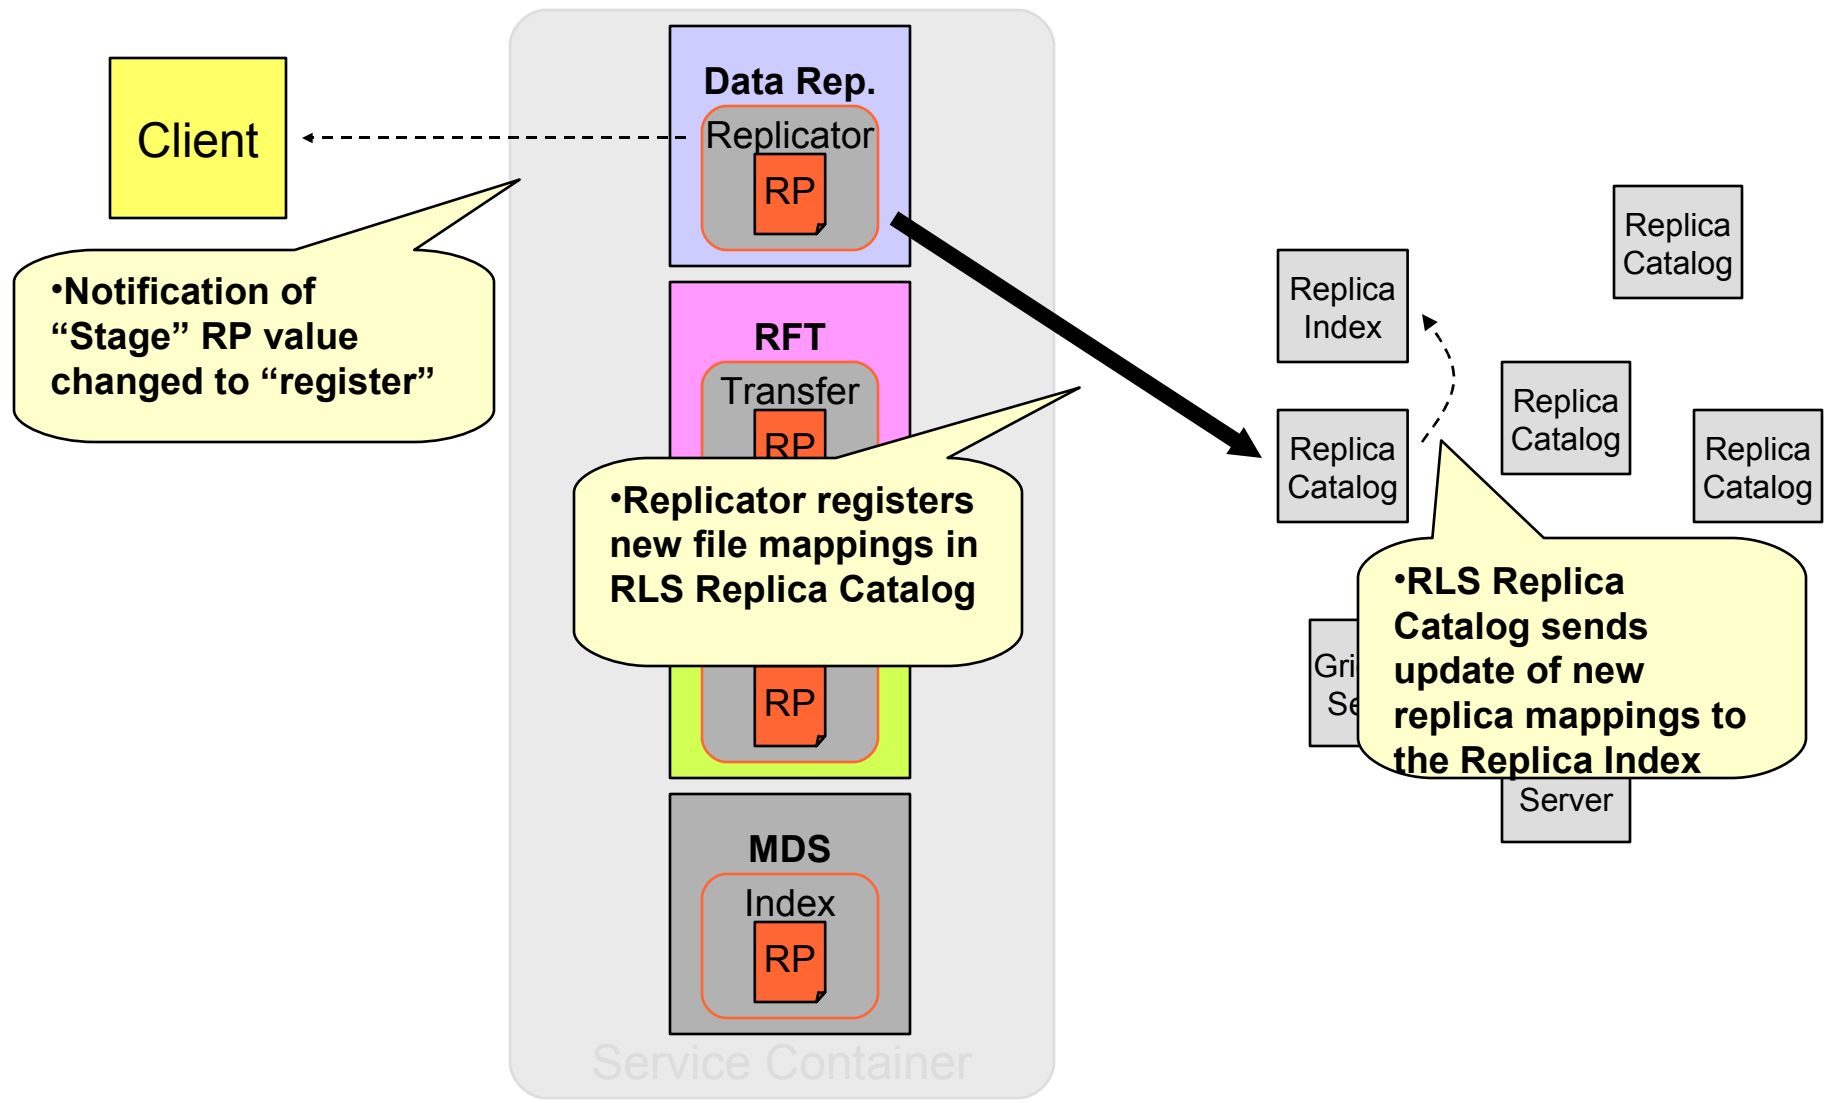 Data Rep.
Replicator
RP
Client
•Notification of
“Stage” RP value
changed to “register”
RFT
Transfer
RP
•Replicator registers
new file mappings in
RLS Replica Catalog
RP
MDS
Index
RP
Service Container
Replica
Catalog
Replica
Index
Replica
Catalog
Replica
Catalog
Replica
Catalog
•RLS Replica
Catalog sends
update of new
replica mappings to
the Replica Index
Server